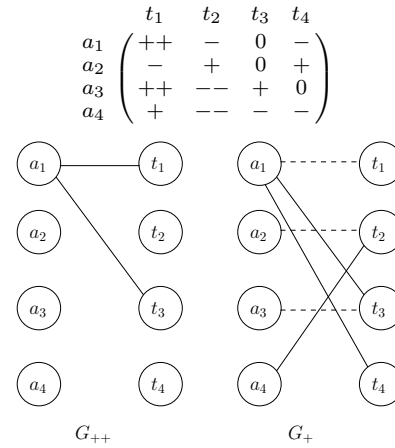 t₁ t₂ t₃ t₄
a₁ ++ - 0 -
a₂ - + 0 +
a₃ ++ -- + 0
a₄ + -- - -
a₁ t₁ a₁ t₁
a₂ t₂ a₂ t₂
a₃ t₃ a₃ t₃
a₄ t₄ a₄ t₄
G₊₊ G₊